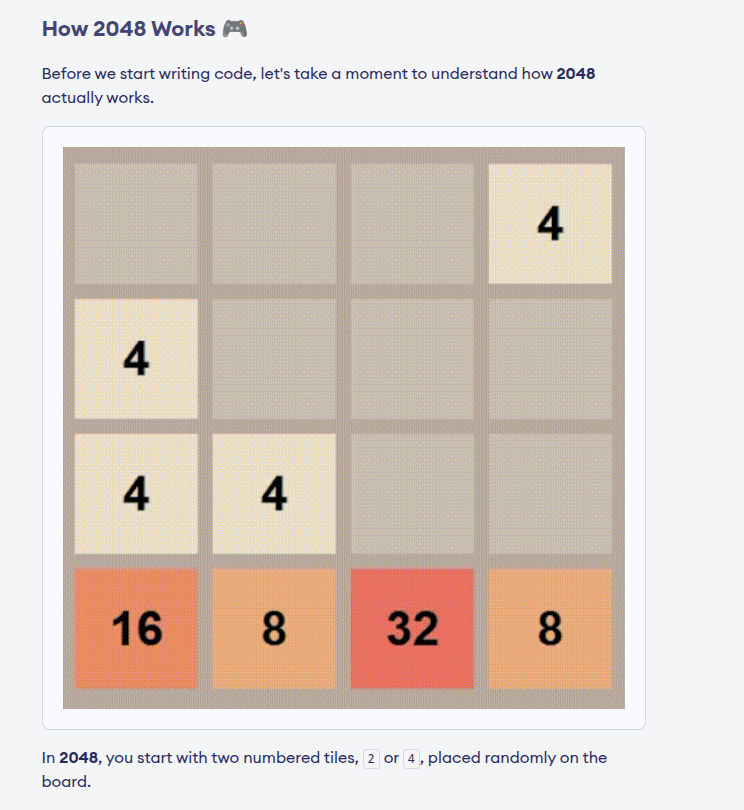 How 2048 Works 🎮
Before we start writing code, let's take a moment to understand how 2048
actually works.
4
4
4 4
16 8 32 8
In 2048, you start with two numbered tiles, 2 or 4, placed randomly on the
board.